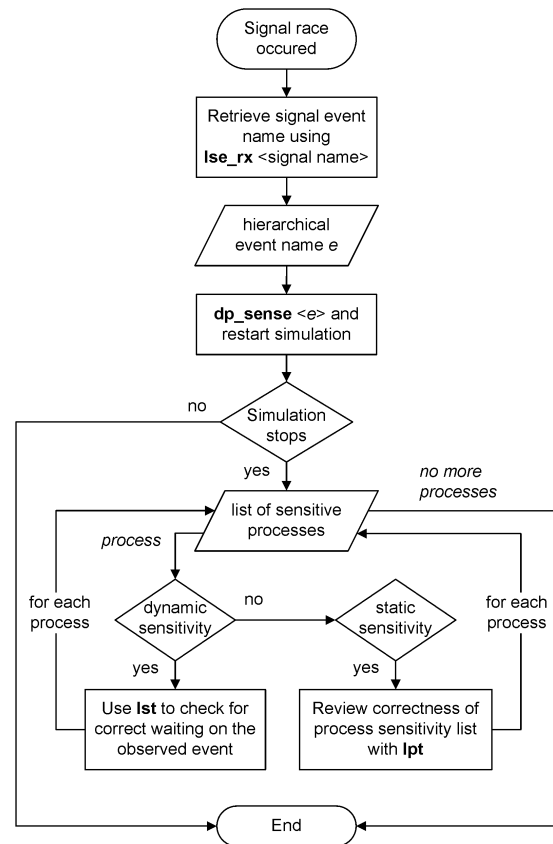 Signal race
occured
Retrieve signal event
name using
lse_rx <signal name>
hierarchical
event name e
dp_sense <e> and
restart simulation
no
Simulation
stops
yes
no more
processes
list of sensitive
processes
process
for each
process
dynamic
sensitivity
no
static
sensitivity
for each
process
yes
yes
Use lst to check for
correct waiting on the
observed event
Review correctness of
process sensitivity list
with lpt
End